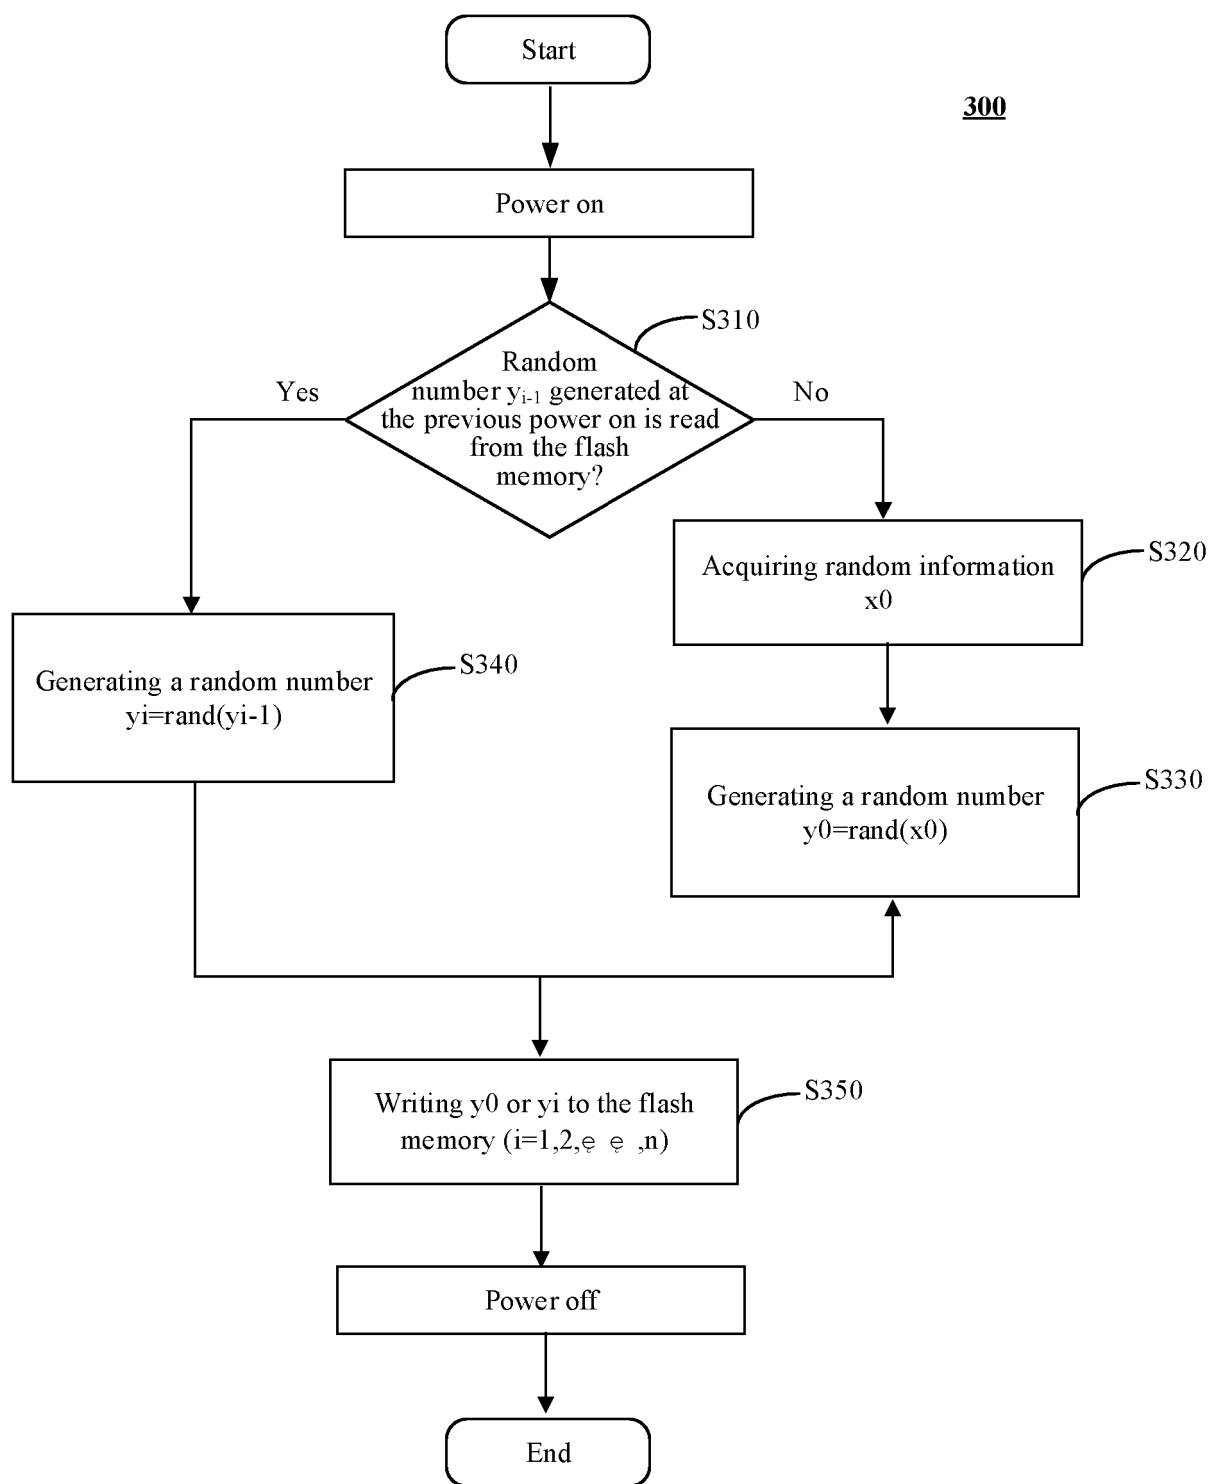 Start
300
Power on
S310
Random
number yi-1 generated at
the previous power on is read
from the flash
memory?
Yes
No
Acquiring random information
x0
S320
Generating a random number
yi=rand(yi-1)
S340
Generating a random number
y0=rand(x0)
S330
Writing y0 or yi to the flash
memory (i=1,2,ȩ ȩ ,n)
S350
Power off
End